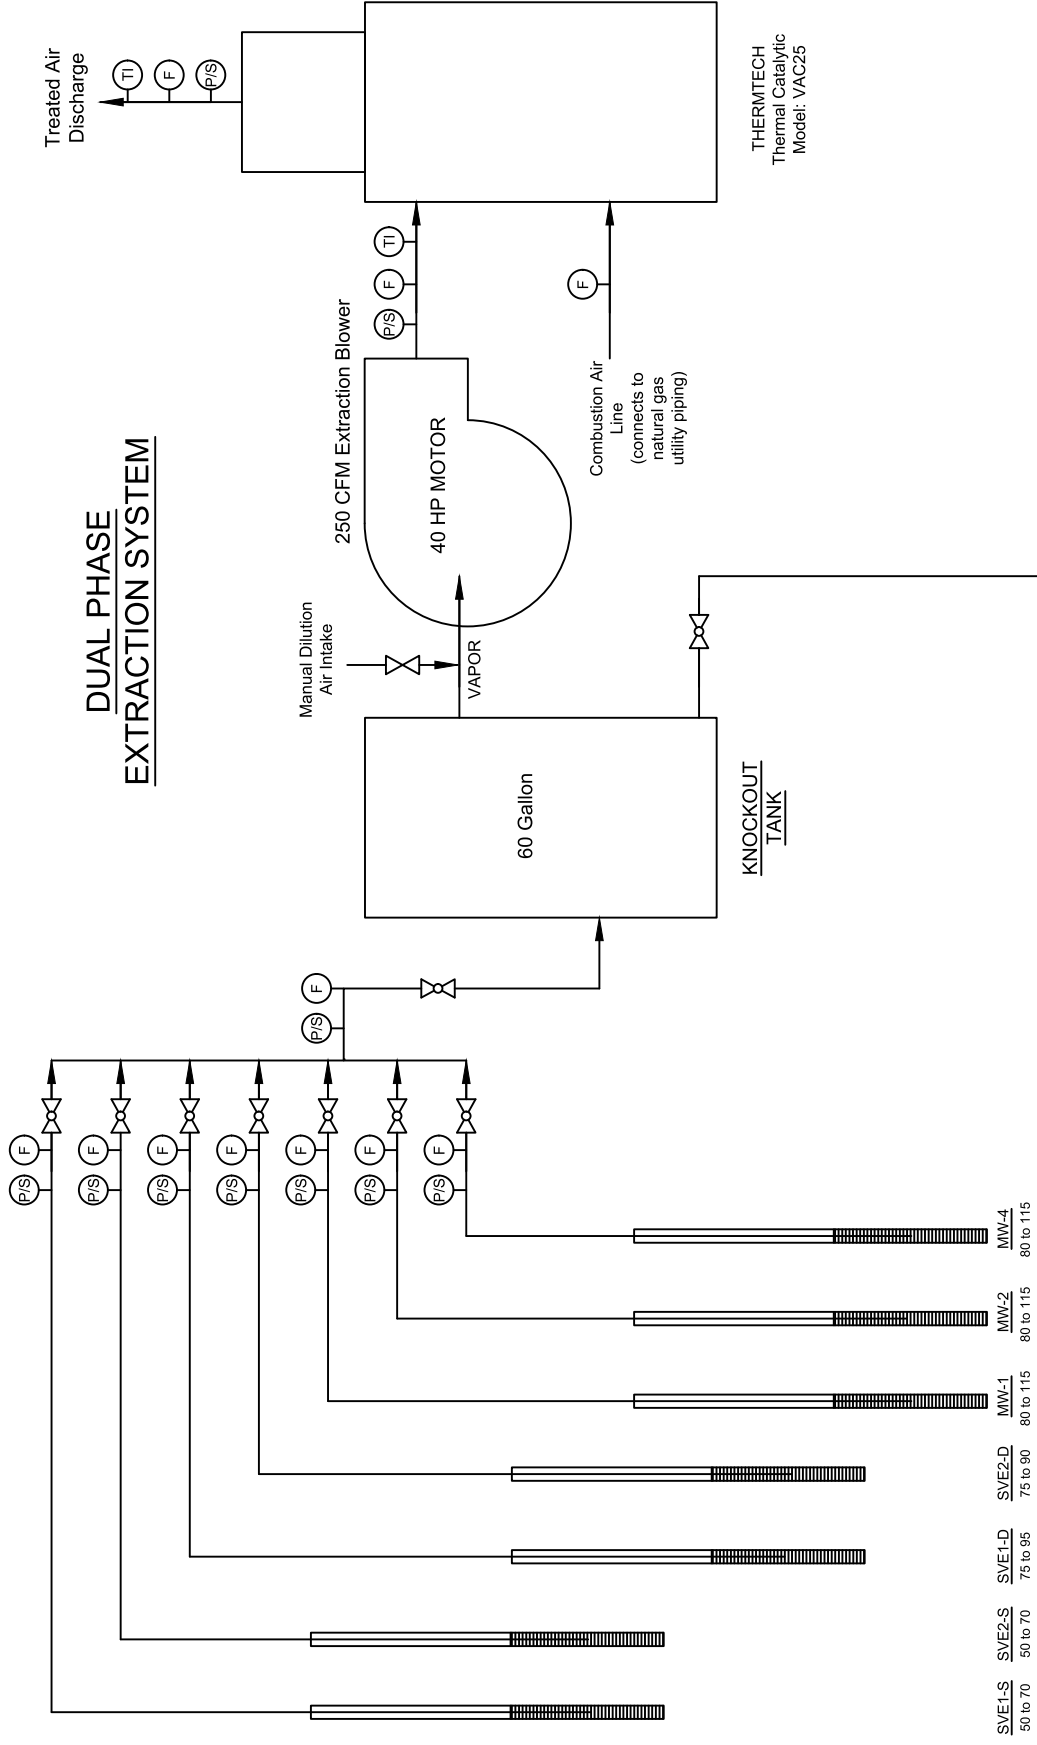 DUAL PHASE
EXTRACTION SYSTEM
Treated Air
Discharge
TI
F
P/S
THERMTECH
Thermal Catalytic
Model: VAC25
250 CFM Extraction Blower
40 HP MOTOR
P/S
F
TI
F
Combustion Air
Line
(connects to
natural gas
utility piping)
Manual Dilution
Air Intake
VAPOR
60 Gallon
KNOCKOUT
TANK
P/S
F
P/S
F
P/S
F
P/S
F
P/S
F
P/S
F
P/S
F
P/S
F
SVE1-S
50 to 70
SVE2-S
50 to 70
SVE1-D
75 to 95
SVE2-D
75 to 90
MW-1
80 to 115
MW-2
80 to 115
MW-4
80 to 115